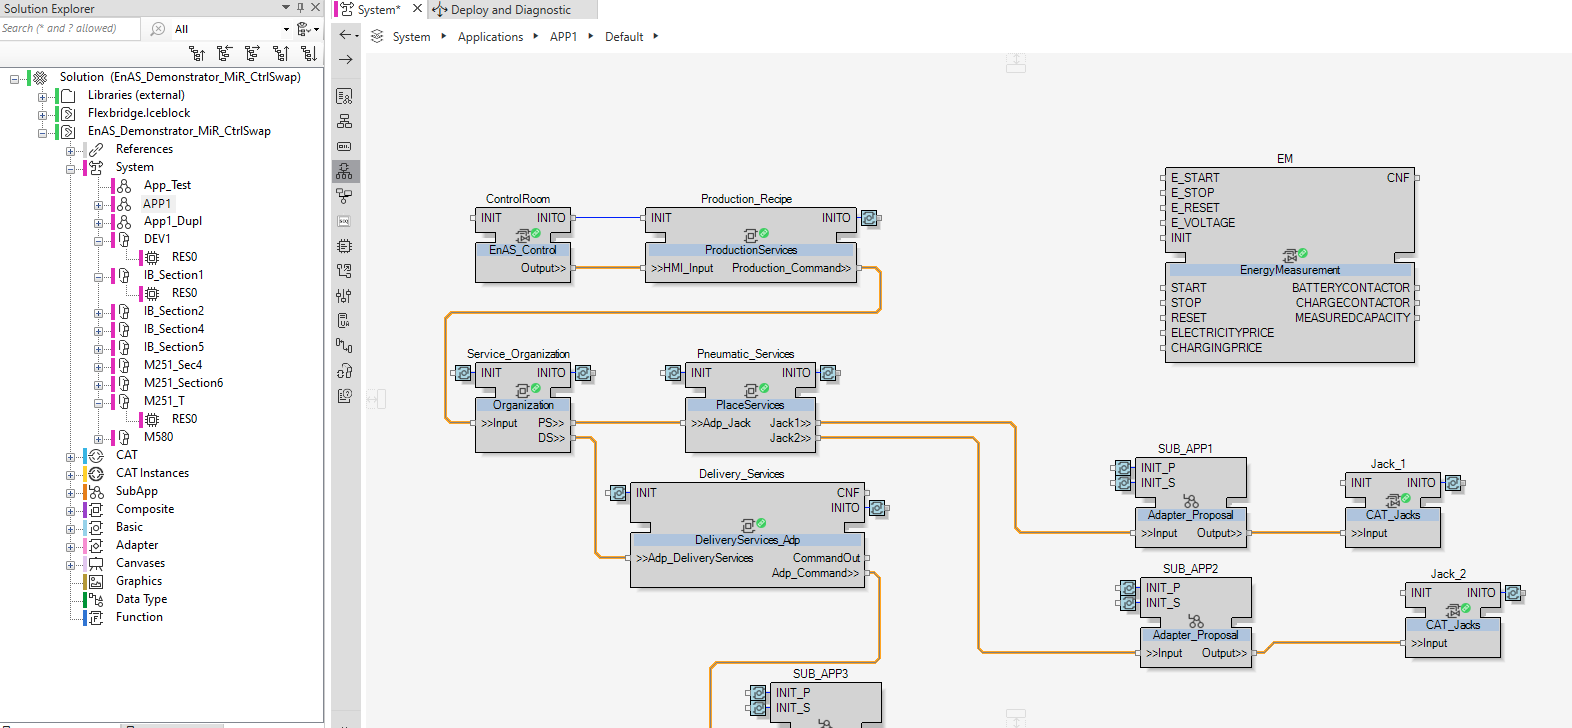 Solution Explorer
Search (* and ? allowed)
All
Solution (EnAS_Demonstrator_MiR_CtrlSwap)
Libraries (external)
Flexbridge.Iceblock
EnAS_Demonstrator_MiR_CtrlSwap
References
System
App_Test
APP1
App1_Dupl
DEV1
RES0
IB_Section1
RES0
IB_Section2
IB_Section4
IB_Section5
M251_Sec4
M251_Section6
M251_T
RES0
M580
CAT
CAT Instances
SubApp
Composite
Basic
Adapter
Canvases
Graphics
Data Type
Function
System*
Deploy and Diagnostic
System
Applications
APP1
Default
ControlRoom
INIT INITO
EnAS_Control
Output>>
Production_Recipe
INIT INITO
ProductionServices
>>HMI_Input Production_Command>>
EM
E_START CNF
E_STOP
E_RESET
E_VOLTAGE
INIT
EnergyMeasurement
START BATTERYCONTACTOR
STOP CHARGECONTACTOR
RESET MEASUREDCAPACITY
ELECTRICITYPRICE
CHARGINGPRICE
Service_Organization
INIT INITO
Organization
>>Input PS>>
DS>>
Pneumatic_Services
INIT INITO
PlaceServices
>>Adp_Jack Jack1>>
Jack2>>
Delivery_Services
INIT CNF
INITO
DeliveryServices_Adp
>>Adp_DeliveryServices CommandOut
Adp_Command>>
SUB_APP1
INIT_P
INIT_S
Adapter_Proposal
>>Input Output>>
Jack_1
INIT INITO
CAT_Jacks
>>Input
SUB_APP2
INIT_P
INIT_S
Adapter_Proposal
>>Input Output>>
Jack_2
INIT INITO
CAT_Jacks
>>Input
SUB_APP3
INIT_P
INIT_S